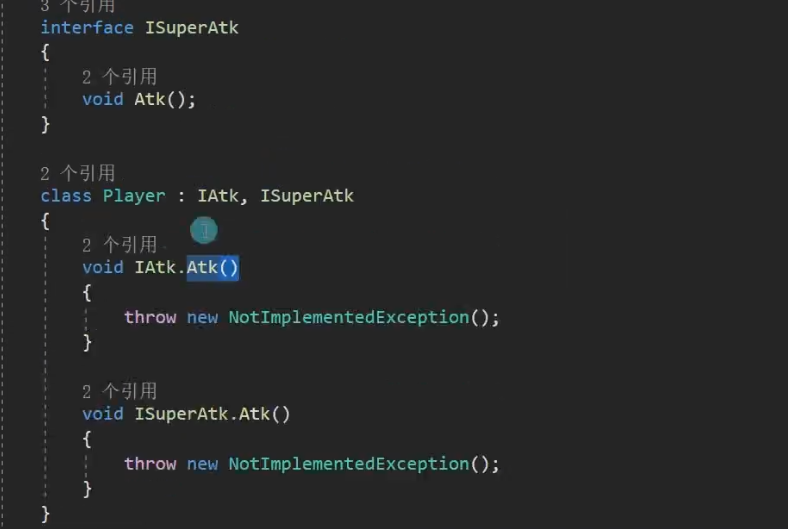 3 个引用
interface ISuperAtk
{
2 个引用
void Atk();
}
2 个引用
class Player : IAtk, ISuperAtk
{
2 个引用
void IAtk.Atk()
{
throw new NotImplementedException();
}
2 个引用
void ISuperAtk.Atk()
{
throw new NotImplementedException();
}
}